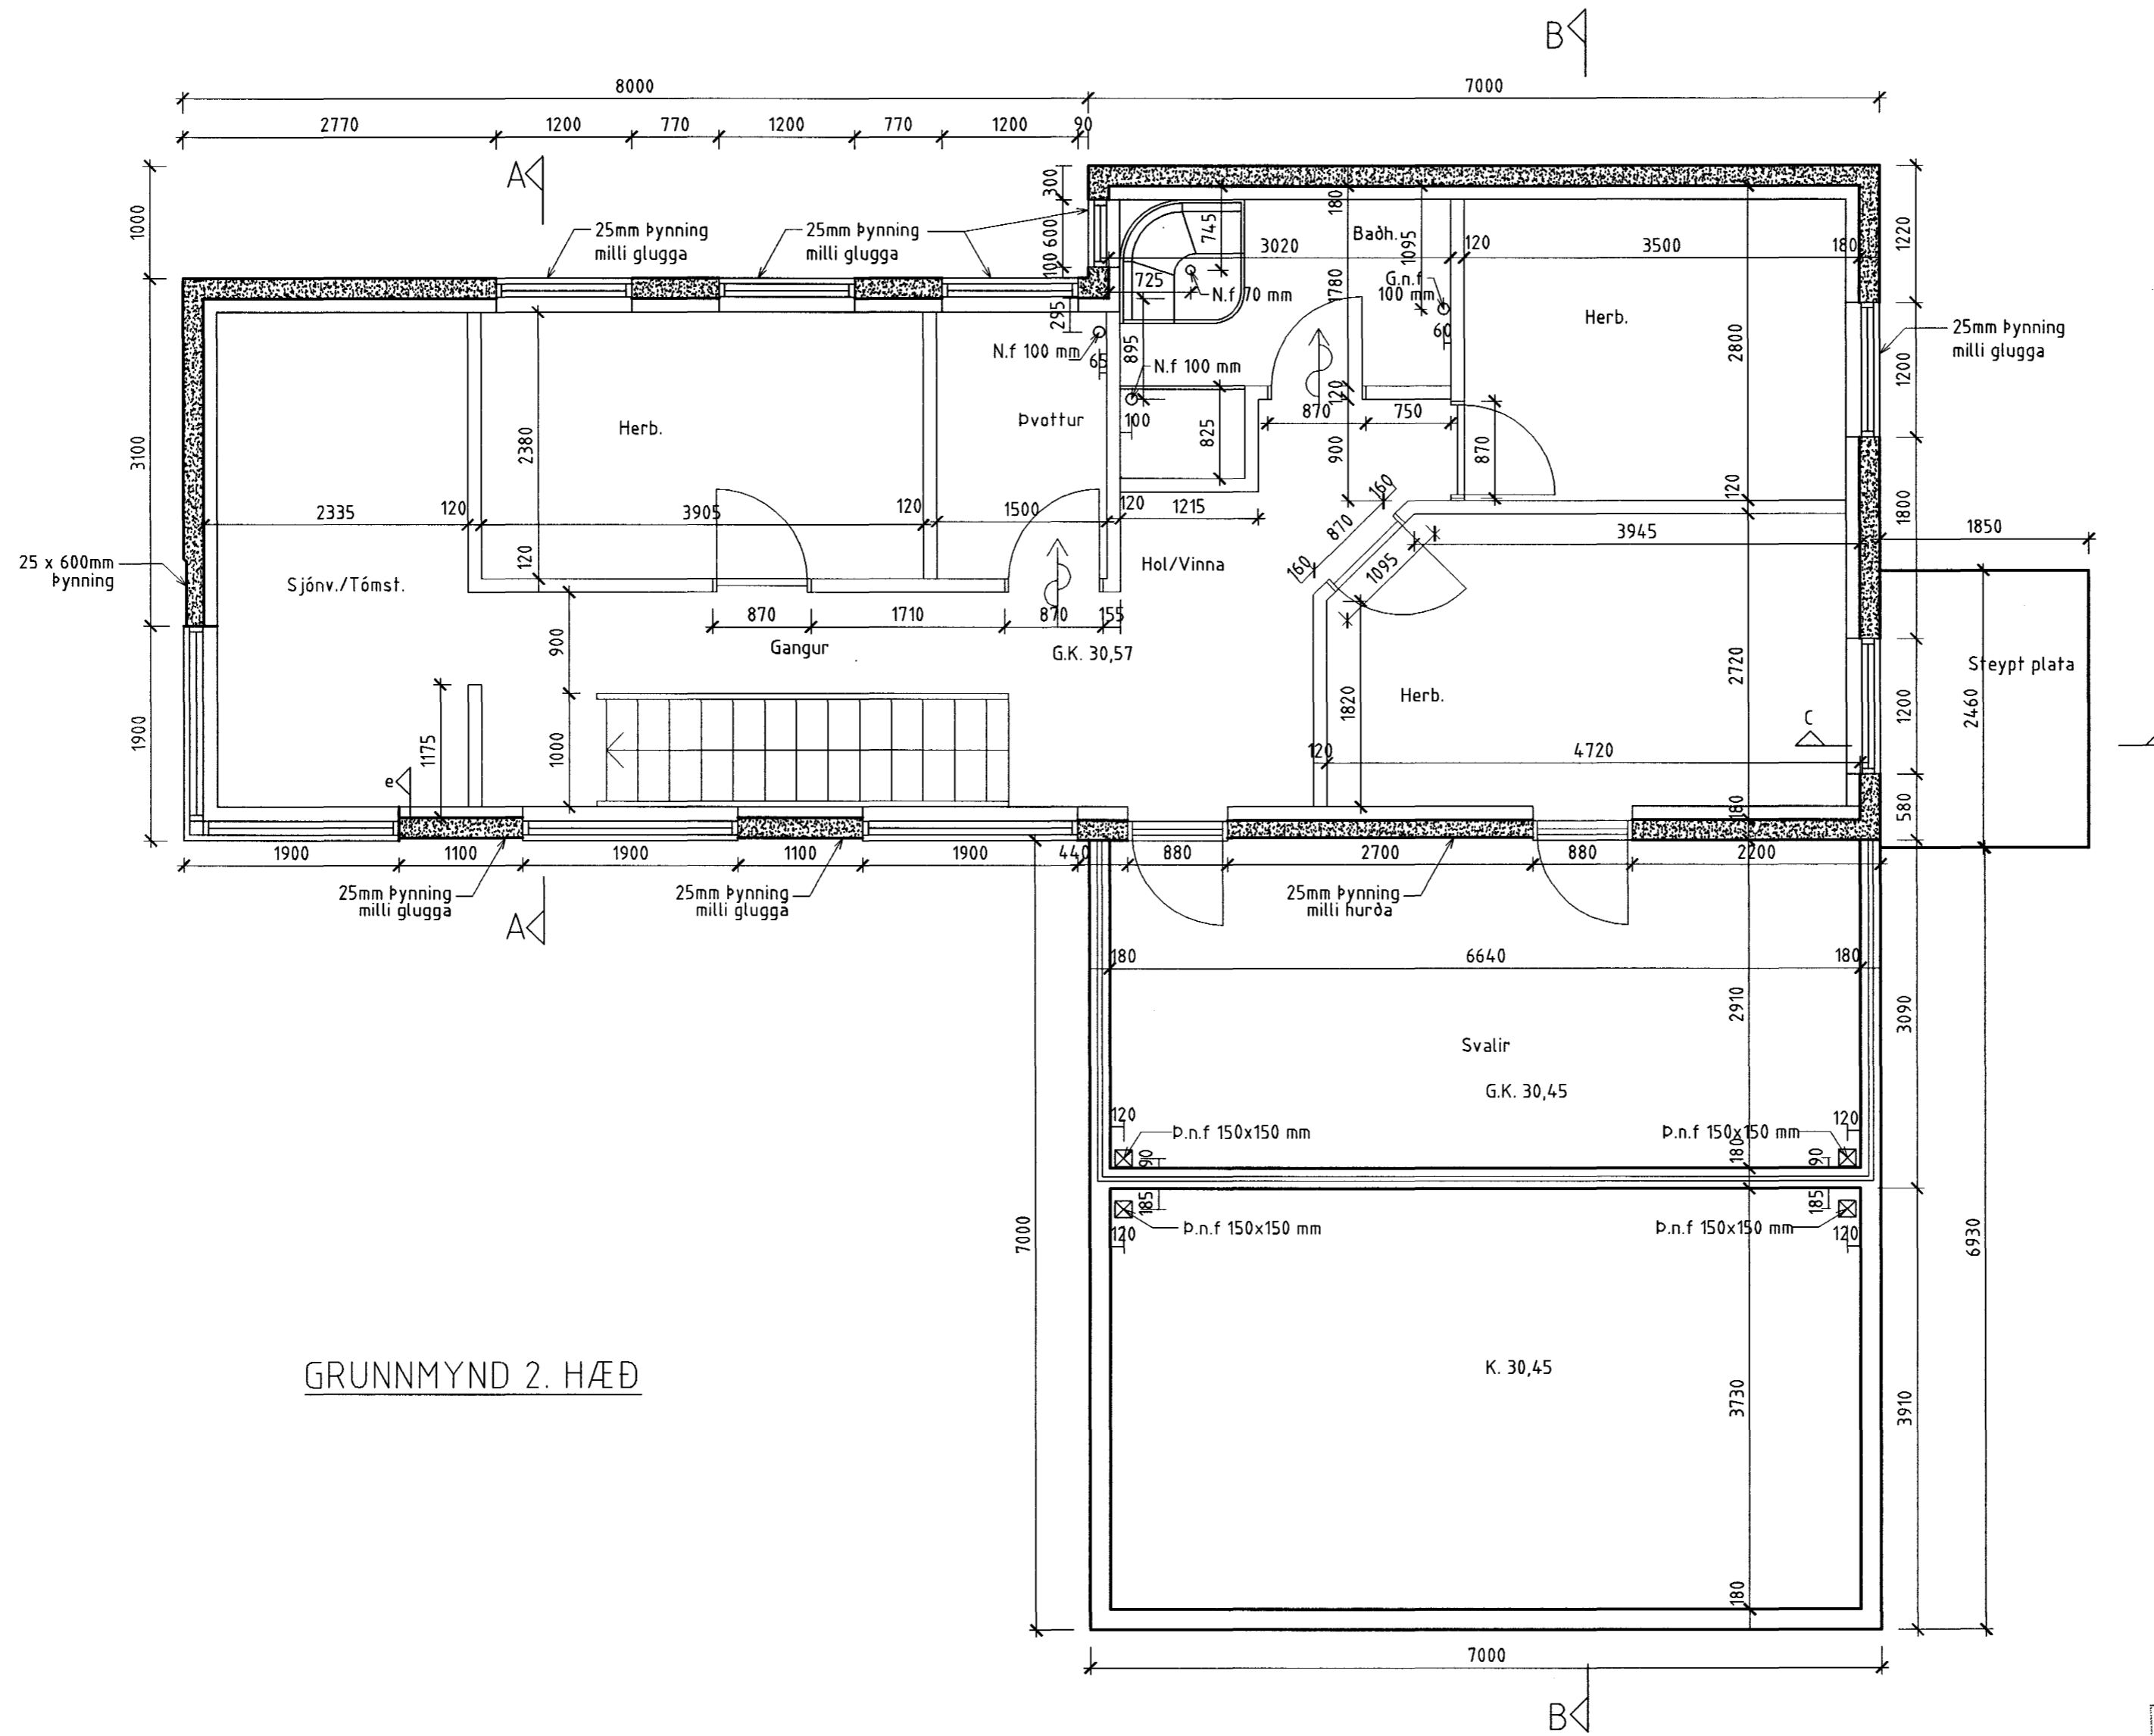 B
8000
7000
2770
1200
770
1200
770
1200
90
A
1000
3100
1900
300
600
100
25mm Þynning
milli glugga
25mm Þynning
milli glugga
745
3020
180
Baðh.
1095
120
3500
180
1220
725
N.f 70 mm
1780
G.n.f
100 mm
60
Herb.
25mm Þynning
milli glugga
295
N.f 100 mm
65
895
N.f 100 mm
2800
1200
Herb.
2380
Þvottur
100
825
120
870
750
900
870
120
1800
1850
2335
120
3905
120
1500
120
1215
160
870
160
1095
3945
25 x 600mm
Þynning
120
Sjónv./Tómst.
Hol/Vinna
870
1710
870
155
900
Gangur
G.K. 30,57
Steypt plata
2460
2720
1200
1820
Herb.
C
1175
1000
e
120
4720
180
580
1900
1100
1900
1100
1900
440
880
2700
880
2200
25mm Þynning
milli glugga
25mm Þynning
milli glugga
25mm Þynning
milli hurða
A
180
6640
180
2910
3090
Svalir
G.K. 30,45
120
Þ.n.f 150x150 mm
90
Þ.n.f 150x150 mm
120
180
90
185
Þ.n.f 150x150 mm
120
185
Þ.n.f 150x150 mm
120
7000
6930
GRUNNMYND 2. HÆÐ
K. 30,45
3730
3910
180
7000
B